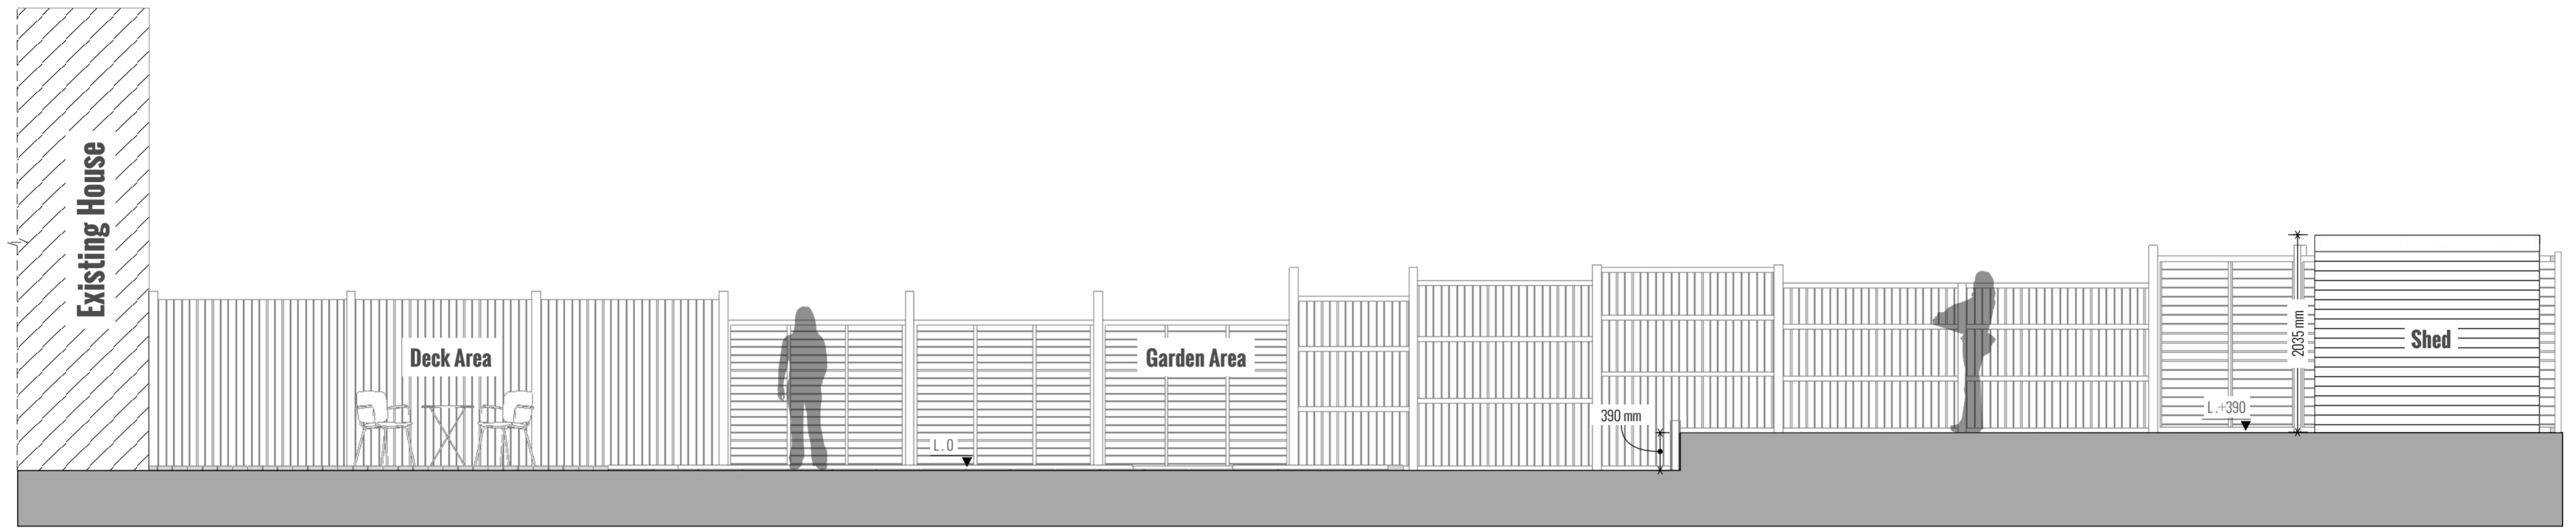 Existing House
Deck Area
L. 0
Garden Area
390 mm
L.+390
2035 mm
Shed